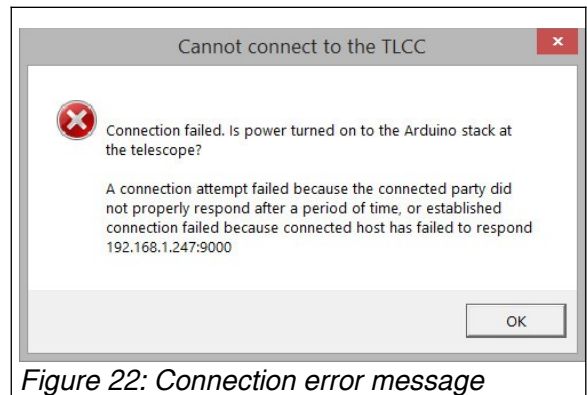 Cannot connect to the TLCC
Connection failed. Is power turned on to the Arduino stack at
the telescope?
A connection attempt failed because the connected party did
not properly respond after a period of time, or established
connection failed because connected host has failed to respond
192.168.1.247:9000
OK
Figure 22: Connection error message